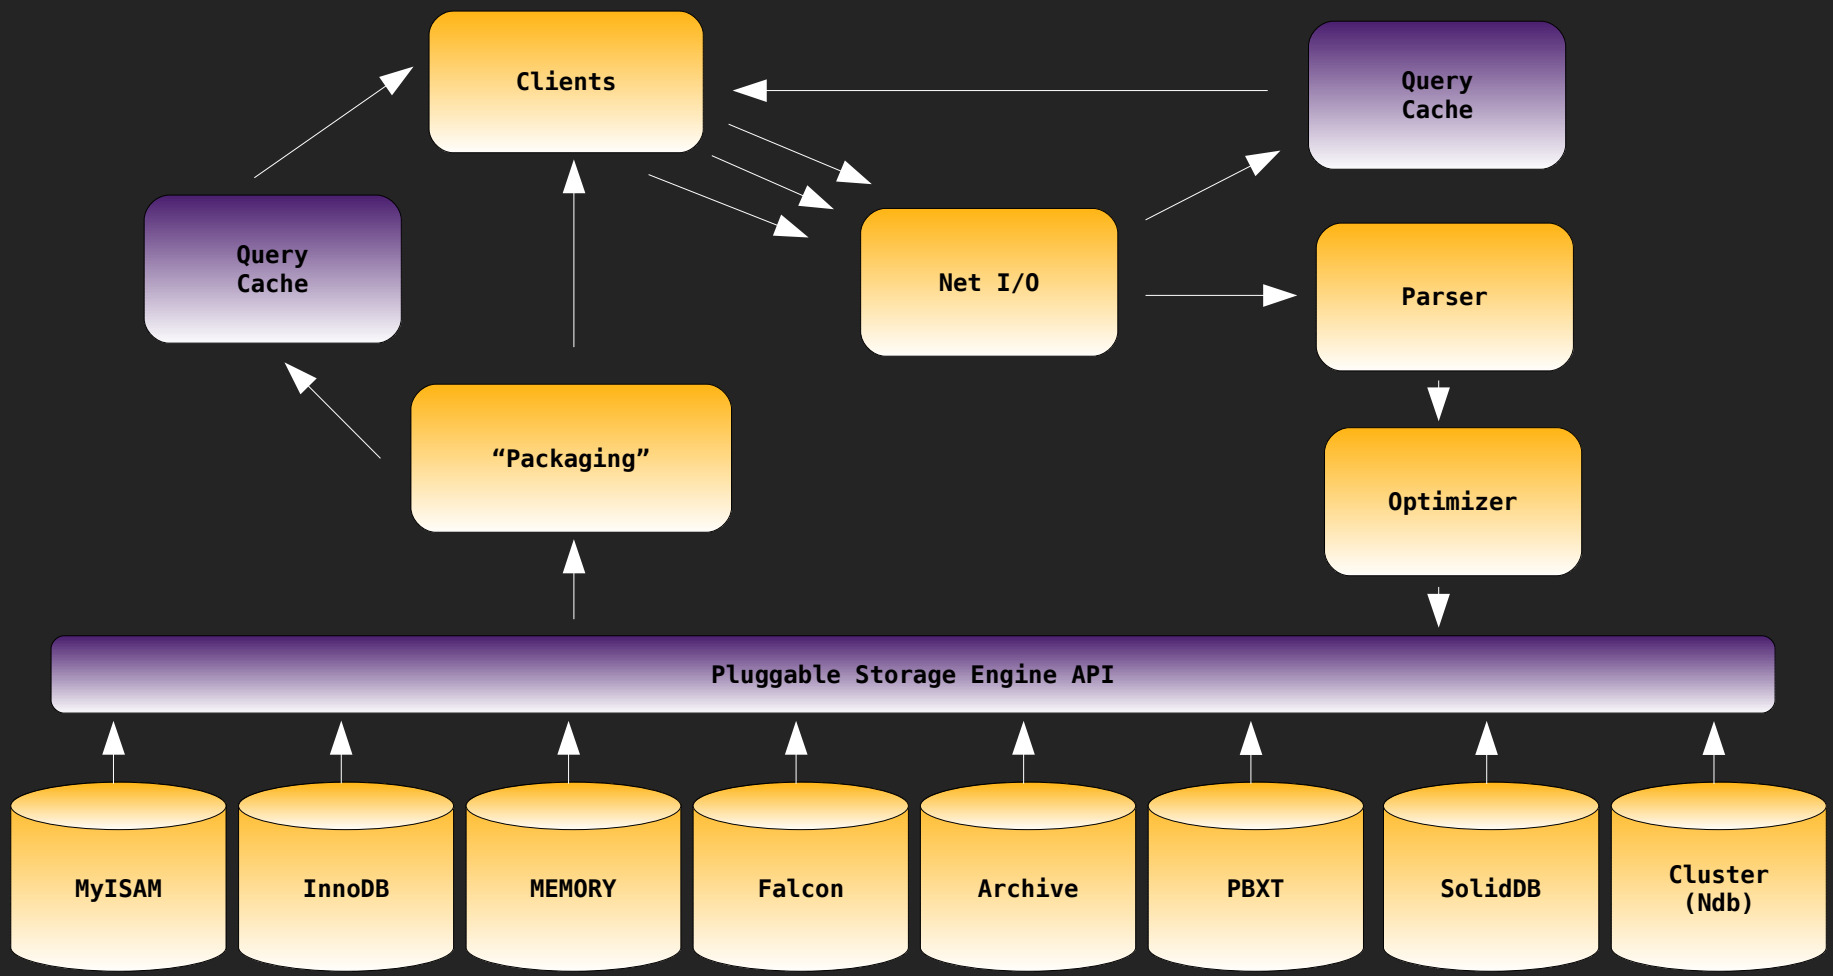 Clients
Query
Cache
Query
Cache
Net I/O
Parser
“Packaging”
Optimizer
Pluggable Storage Engine API
MyISAM
InnoDB
MEMORY
Falcon
Archive
PBXT
SolidDB
Cluster
(Ndb)